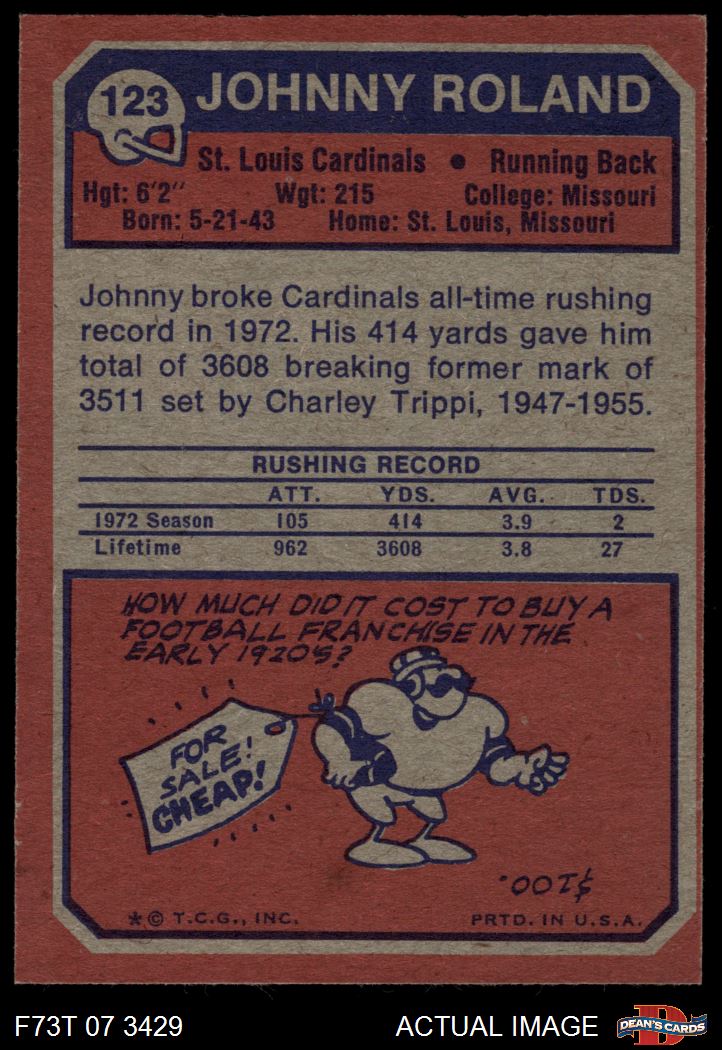 123
JOHNNY ROLAND
St. Louis Cardinals • Running Back
Hgt: 6'2" Wgt: 215 College: Missouri
Born: 5-21-43 Home: St. Louis, Missouri
Johnny broke Cardinals all-time rushing
record in 1972. His 414 yards gave him
total of 3608 breaking former mark of
3511 set by Charley Trippi, 1947-1955.
RUSHING RECORD
ATT. YDS. AVG. TDS.
1972 Season 105 414 3.9 2
Lifetime 962 3608 3.8 27
HOW MUCH DID IT COST TO BUY A
FOOTBALL FRANCHISE IN THE
EARLY 1920'S?
FOR
SALE!
CHEAP!
$100.
*© T.C.G., INC. PRTD. IN U.S.A.
F73T 07 3429 ACTUAL IMAGE
D
DEAN'S CARDS